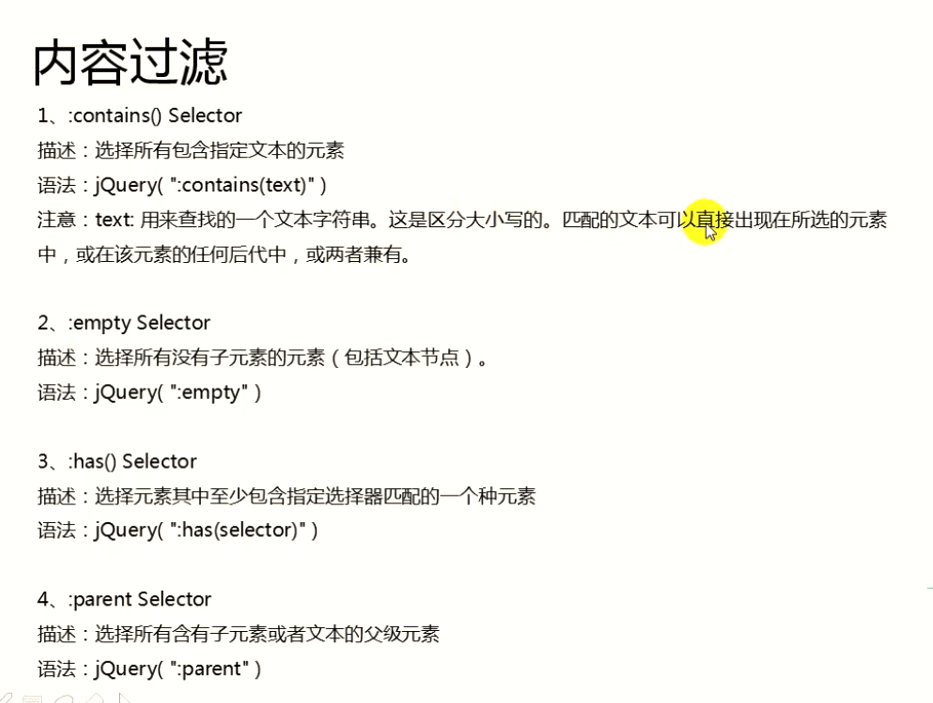 内容过滤
1、:contains() Selector
描述：选择所有包含指定文本的元素
语法：jQuery( ":contains(text)" )
注意：text: 用来查找的一个文本字符串。这是区分大小写的。匹配的文本可以直接出现在所选的元素
中，或在该元素的任何后代中，或两者兼有。
2、:empty Selector
描述：选择所有没有子元素的元素（包括文本节点）。
语法：jQuery( ":empty" )
3、:has() Selector
描述：选择元素其中至少包含指定选择器匹配的一个种元素
语法：jQuery( ":has(selector)" )
4、:parent Selector
描述：选择所有含有子元素或者文本的父级元素
语法：jQuery( ":parent" )